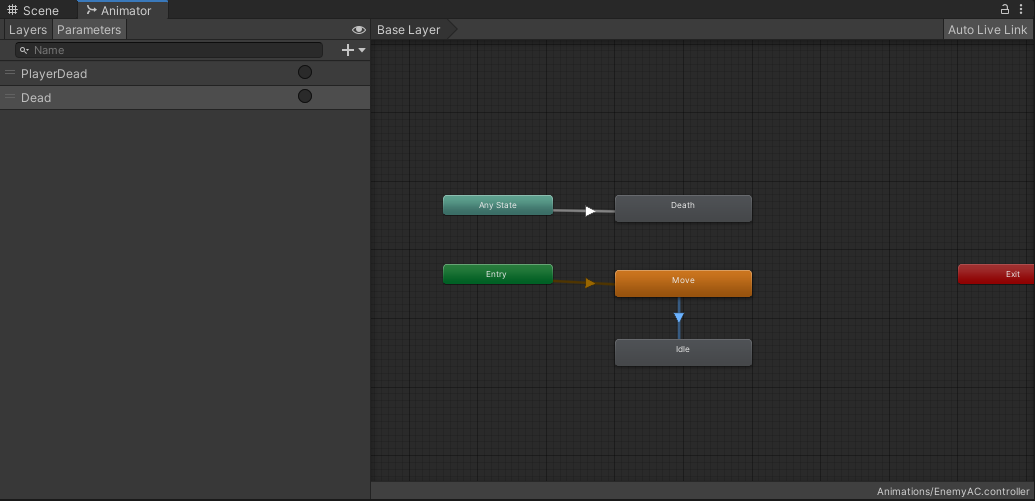 Scene
Animator
Layers
Parameters
Base Layer
Auto Live Link
Name
PlayerDead
Dead
Any State
Death
Entry
Move
Exit
Idle
Animations/EnemyAC.controller